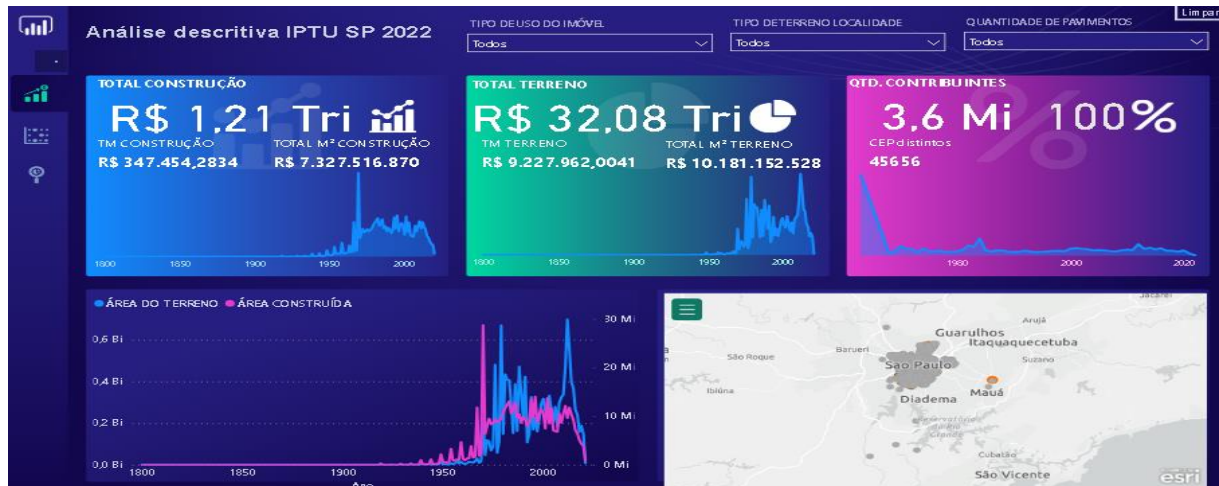 Análise descritiva IPTU SP 2022
TIPO DE USO DO IMÓVEL
Todos
TIPO DE TERRENO LOCALIDADE
Todos
QUANTIDADE DE PAVIMENTOS
Todos
Limpar
TOTAL CONSTRUÇÃO
R$ 1,21 Tri
TM CONSTRUÇÃO
R$ 347.454,2834
TOTAL M² CONSTRUÇÃO
R$ 7.327.516.870
1800 1850 1900 1950 2000
TOTAL TERRENO
R$ 32,08 Tri
TM TERRENO
R$ 9.227.962,0041
TOTAL M² TERRENO
R$ 10.181.152.528
1800 1850 1900 1950 2000
QTD. CONTRIBUINTES
3,6 Mi 100%
CEP distintos
45656
1980 2000 2020
ÁREA DO TERRENO ÁREA CONSTRUÍDA
0,6 Bi
0,4 Bi
0,2 Bi
0,0 Bi
30 Mi
20 Mi
10 Mi
0 Mi
1800 1850 1900 1950 2000
Ano
Jacareí
Arujá
Guarulhos
Itaquaquecetuba
Barueri
São Roque
Suzano
São Paulo
Ibiúna
Mauá
Diadema
Cubatão
São Vicente
esri